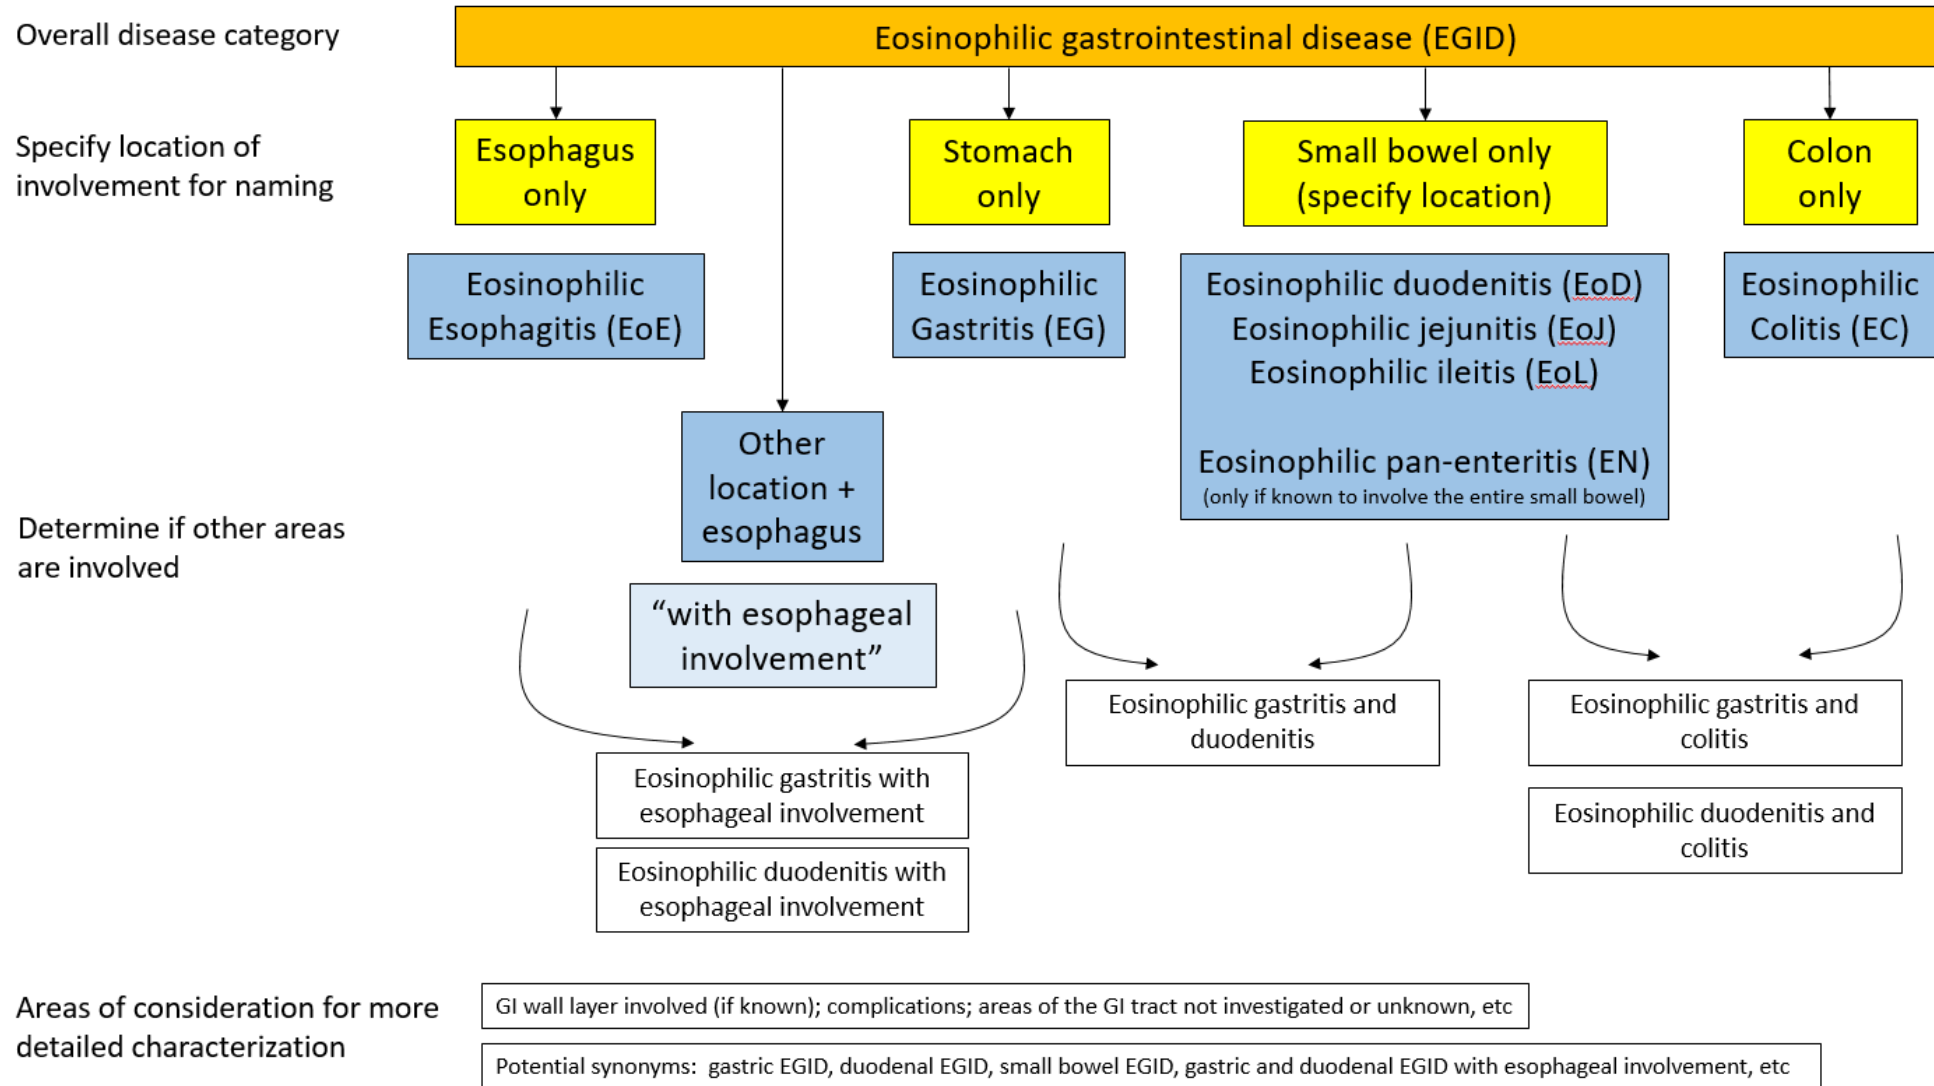 Overall disease category
Eosinophilic gastrointestinal disease (EGID)
Specify location of
involvement for naming
Esophagus
only
Stomach
only
Small bowel only
(specify location)
Colon
only
Eosinophilic
Esophagitis (EoE)
Eosinophilic
Gastritis (EG)
Eosinophilic duodenitis (EoD)
Eosinophilic jejunitis (EoJ)
Eosinophilic ileitis (EoL)
Eosinophilic pan-enteritis (EN)
(only if known to involve the entire small bowel)
Eosinophilic
Colitis (EC)
Determine if other areas
are involved
Other
location +
esophagus
“with esophageal
involvement”
Eosinophilic gastritis with
esophageal involvement
Eosinophilic duodenitis with
esophageal involvement
Eosinophilic gastritis and
duodenitis
Eosinophilic gastritis and
colitis
Eosinophilic duodenitis and
colitis
Areas of consideration for more
detailed characterization
GI wall layer involved (if known); complications; areas of the GI tract not investigated or unknown, etc
Potential synonyms: gastric EGID, duodenal EGID, small bowel EGID, gastric and duodenal EGID with esophageal involvement, etc